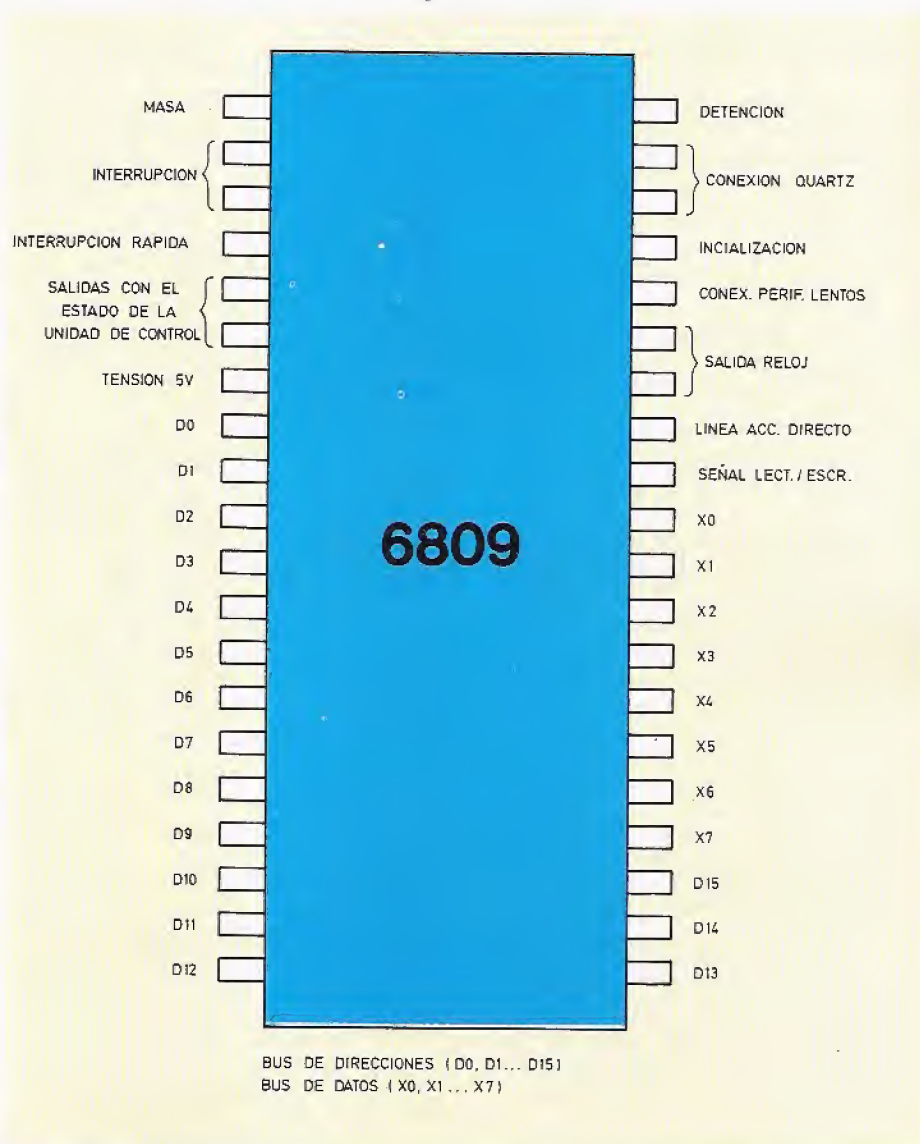 MASA
INTERRUPCION
INTERRUPCION RAPIDA
SALIDAS CON EL
ESTADO DE LA
UNIDAD DE CONTROL
TENSION 5V
D0
D1
D2
D3
D4
D5
D6
D7
D8
D9
D10
D11
D12
6809
DETENCION
CONEXION QUARTZ
INCIALIZACION
CONEX. PERIF. LENTOS
SALIDA RELOJ
LINEA ACC. DIRECTO
SEÑAL LECT. / ESCR.
X0
X1
X2
X3
X4
X5
X6
X7
D15
D14
D13
BUS DE DIRECCIONES (D0, D1... D15)
BUS DE DATOS (X0, X1... X7)